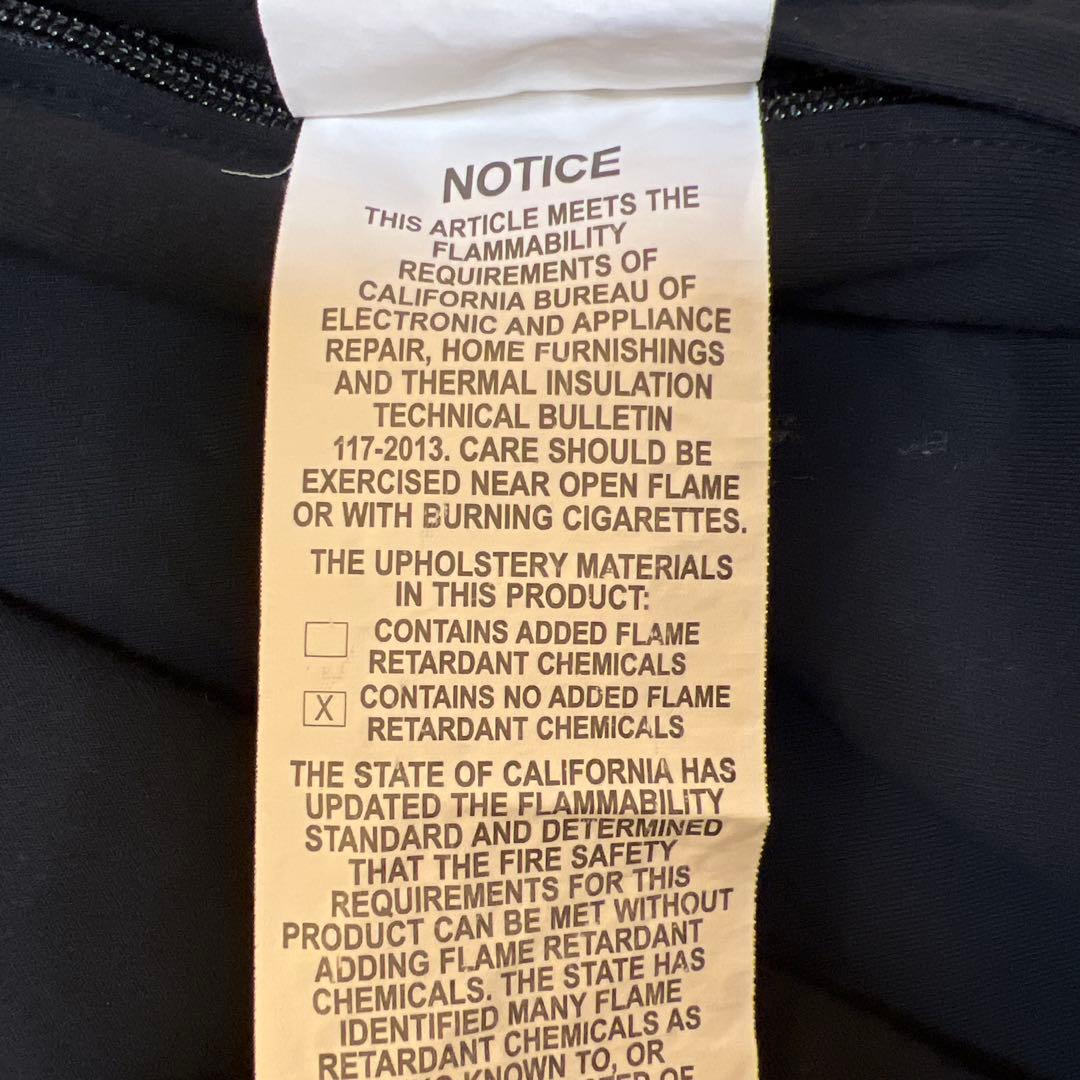 NOTICE
THIS ARTICLE MEETS THE
FLAMMABILITY
REQUIREMENTS OF
CALIFORNIA BUREAU OF
ELECTRONIC AND APPLIANCE
REPAIR, HOME FURNISHINGS
AND THERMAL INSULATION
TECHNICAL BULLETIN
117-2013. CARE SHOULD BE
EXERCISED NEAR OPEN FLAME
OR WITH BURNING CIGARETTES.
THE UPHOLSTERY MATERIALS
IN THIS PRODUCT:
CONTAINS ADDED FLAME
RETARDANT CHEMICALS
X CONTAINS NO ADDED FLAME
RETARDANT CHEMICALS
THE STATE OF CALIFORNIA HAS
UPDATED THE FLAMMABILITY
STANDARD AND DETERMINED
THAT THE FIRE SAFETY
REQUIREMENTS FOR THIS
PRODUCT CAN BE MET WITHOUT
ADDING FLAME RETARDANT
CHEMICALS. THE STATE HAS
IDENTIFIED MANY FLAME
RETARDANT CHEMICALS AS
KNOWN TO, OR
OF